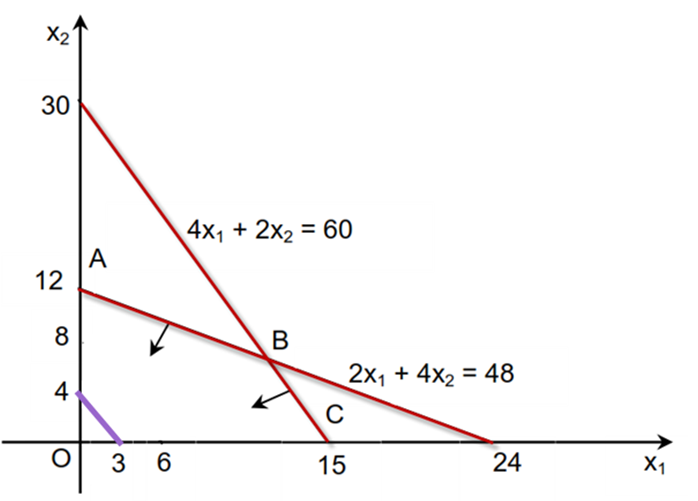 x₂
30
4x₁ + 2x₂ = 60
A
12
8
B
2x₁ + 4x₂ = 48
4
C
O 3 6 15 24 x₁